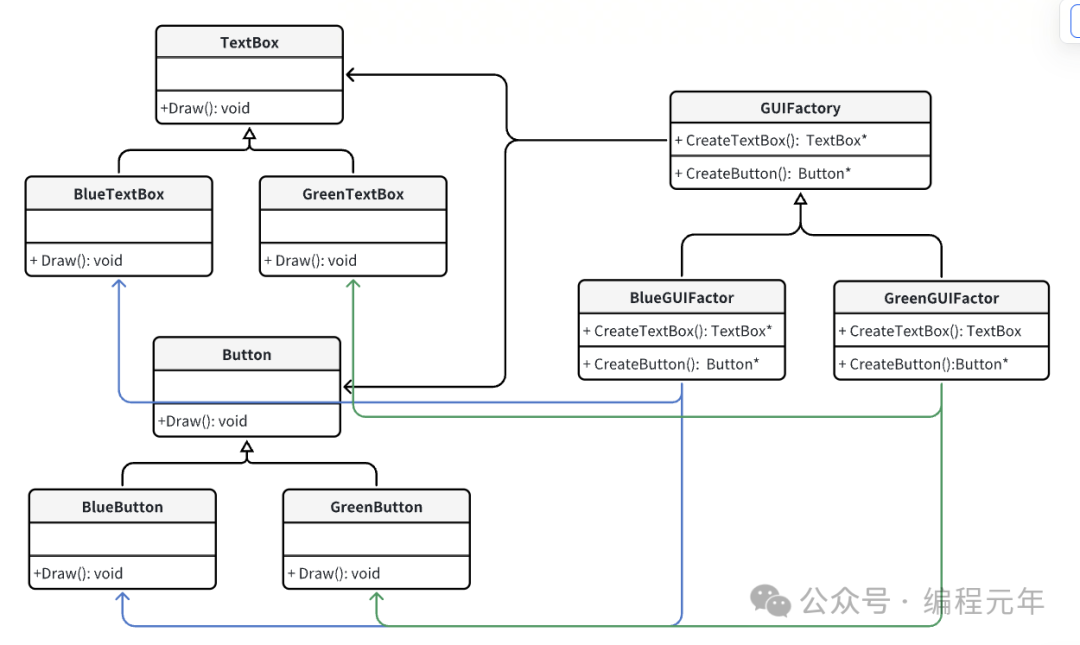 TextBox
+Draw(): void
GUIFactory
+ CreateTextBox(): TextBox*
+ CreateButton(): Button*
BlueTextBox
+ Draw(): void
GreenTextBox
+ Draw(): void
BlueGUIFactor
+ CreateTextBox(): TextBox*
+ CreateButton(): Button*
GreenGUIFactor
+ CreateTextBox(): TextBox
+ CreateButton():Button*
Button
+Draw(): void
BlueButton
+Draw(): void
GreenButton
+ Draw(): void
公众号 · 编程元年